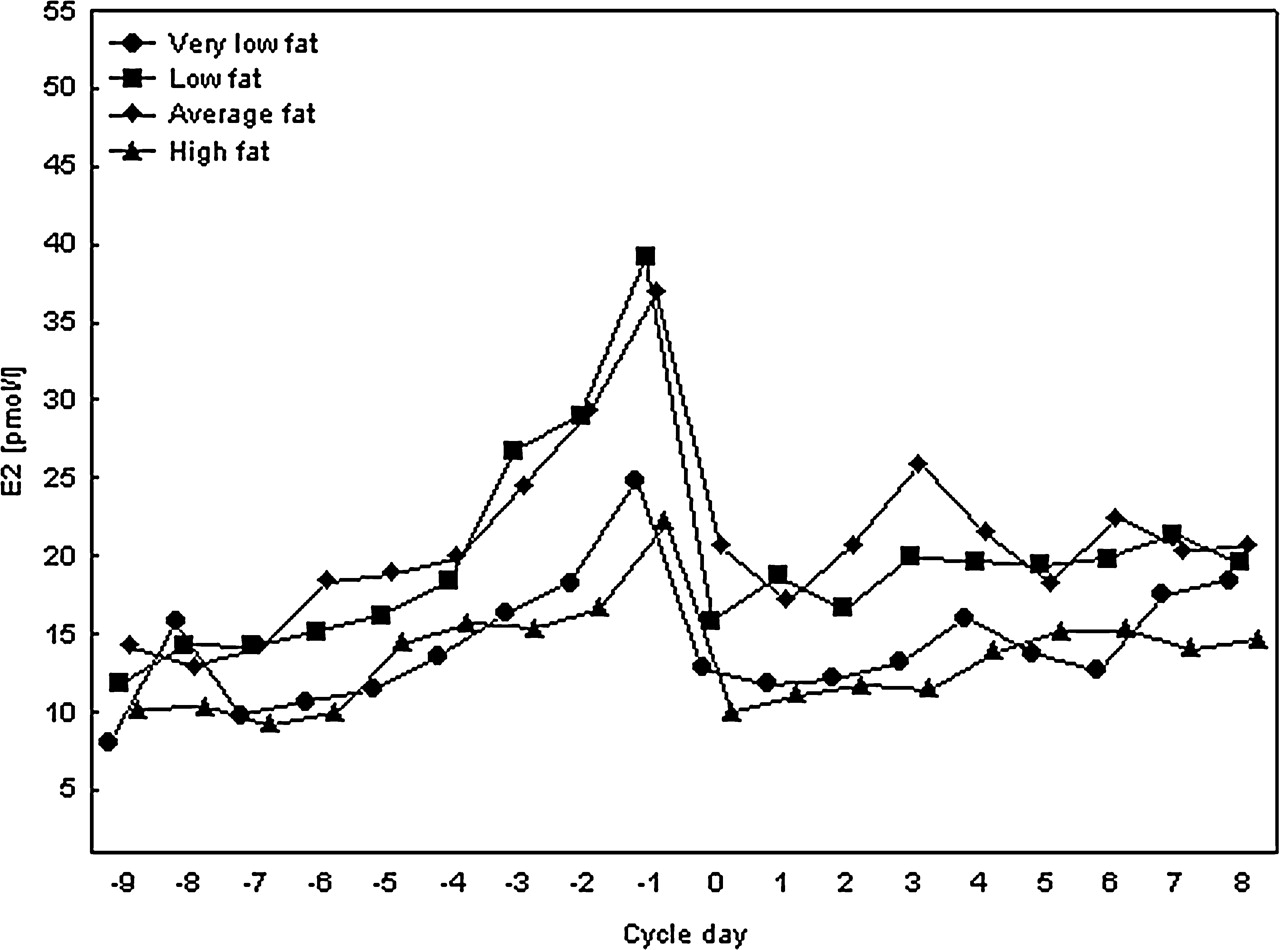 55
50
45
40
35
30
25
20
15
10
5
E2 [pmol/l]
Very low fat
Low fat
Average fat
High fat
-9 -8 -7 -6 -5 -4 -3 -2 -1 0 1 2 3 4 5 6 7 8
Cycle day